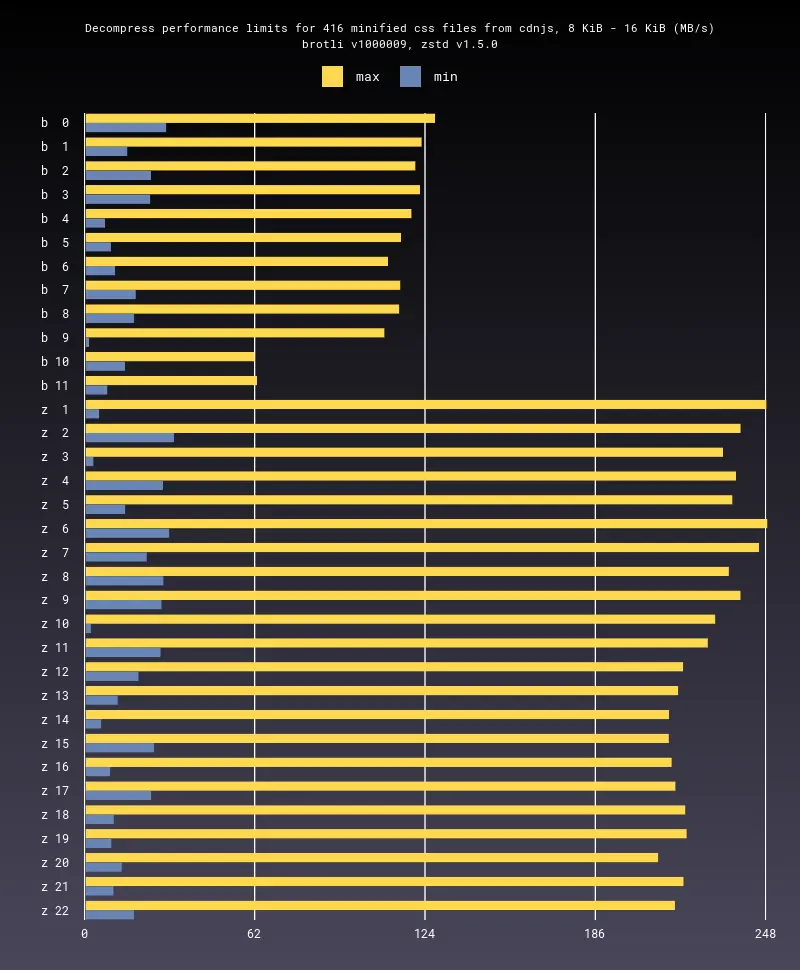 Decompress performance limits for 416 minified css files from cdnjs, 8 KiB - 16 KiB (MB/s)
brotli v1000009, zstd v1.5.0
max min
b 0
b 1
b 2
b 3
b 4
b 5
b 6
b 7
b 8
b 9
b 10
b 11
z 1
z 2
z 3
z 4
z 5
z 6
z 7
z 8
z 9
z 10
z 11
z 12
z 13
z 14
z 15
z 16
z 17
z 18
z 19
z 20
z 21
z 22
0 62 124 186 248